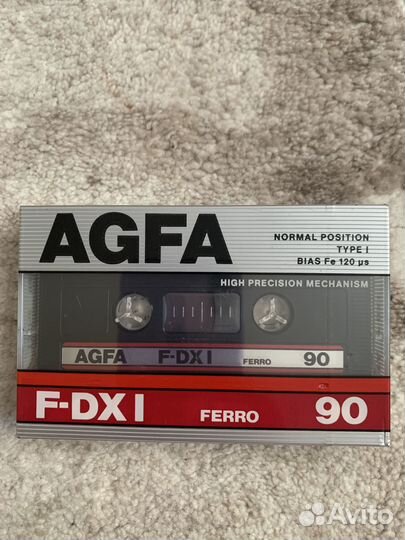 AGFA
NORMAL POSITION
TYPE I
BIAS Fe 120 µs
HIGH PRECISION MECHANISM
AGFA F-DX I FERRO 90
F-DX I FERRO 90
Avito